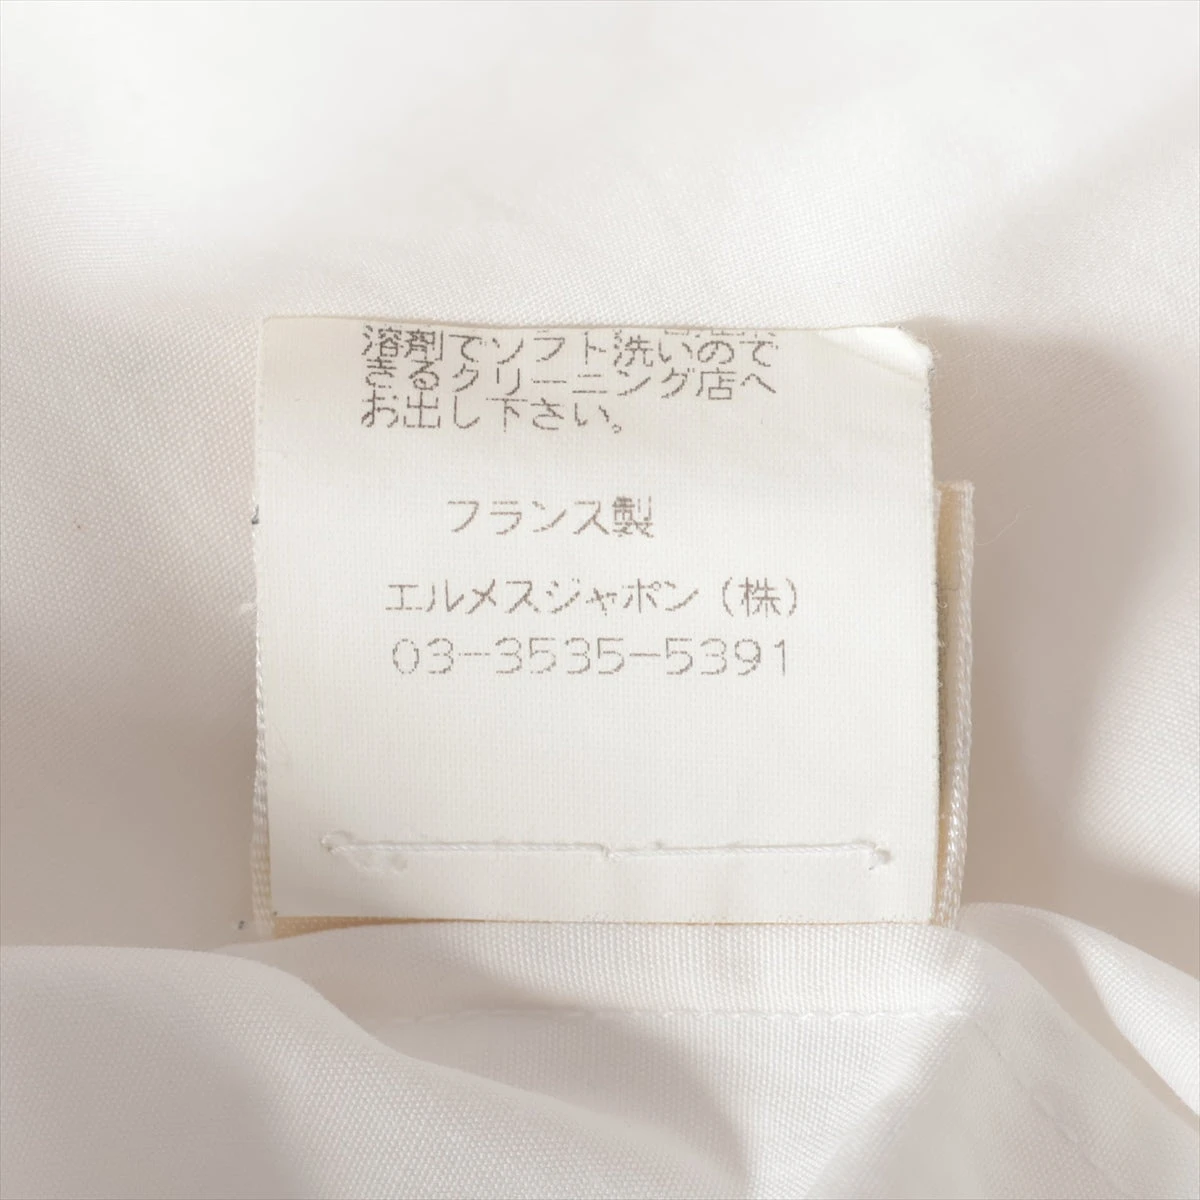 溶剤でソフト洗いので
きるクリーニング店へ
お出し下さい。
フランス製
エルメスジャポン（株）
03-3535-5391